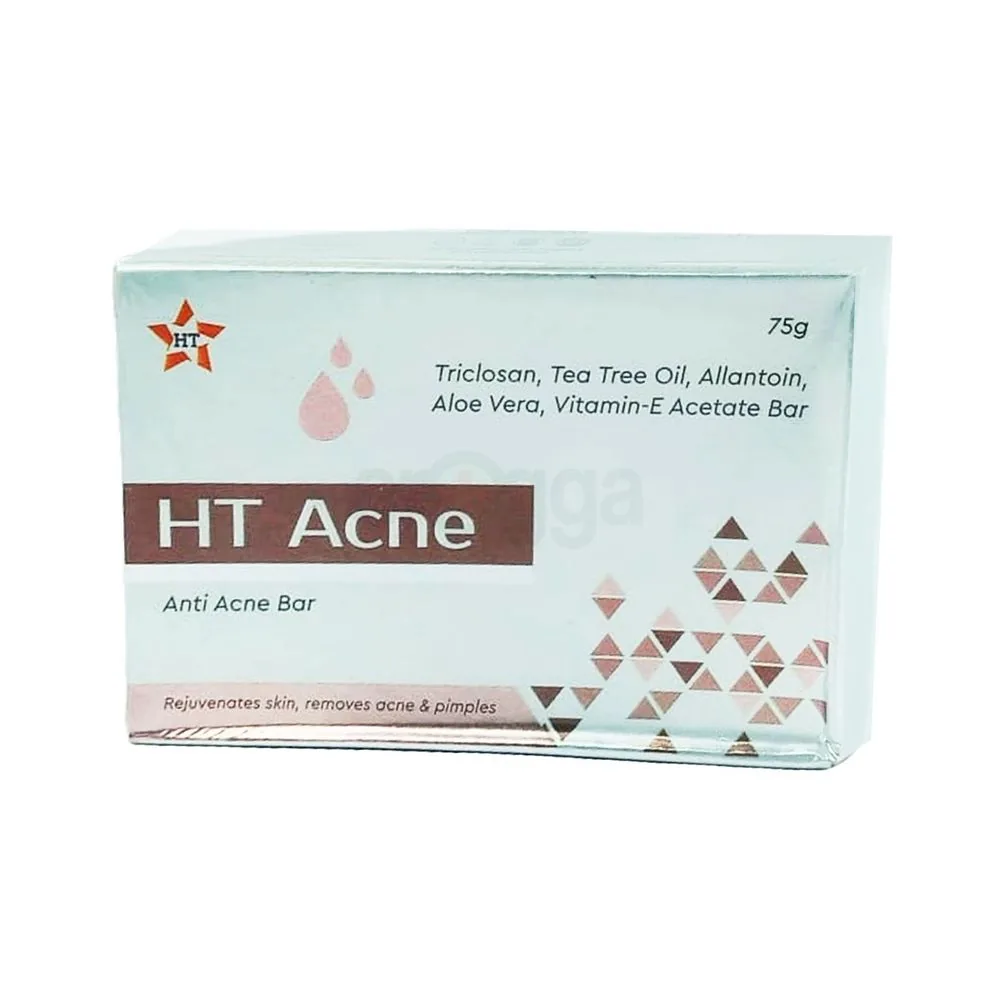 HT
75g
Triclosan, Tea Tree Oil, Allantoin,
Aloe Vera, Vitamin-E Acetate Bar
arogga
HT Acne
Anti Acne Bar
Rejuvenates skin, removes acne & pimples